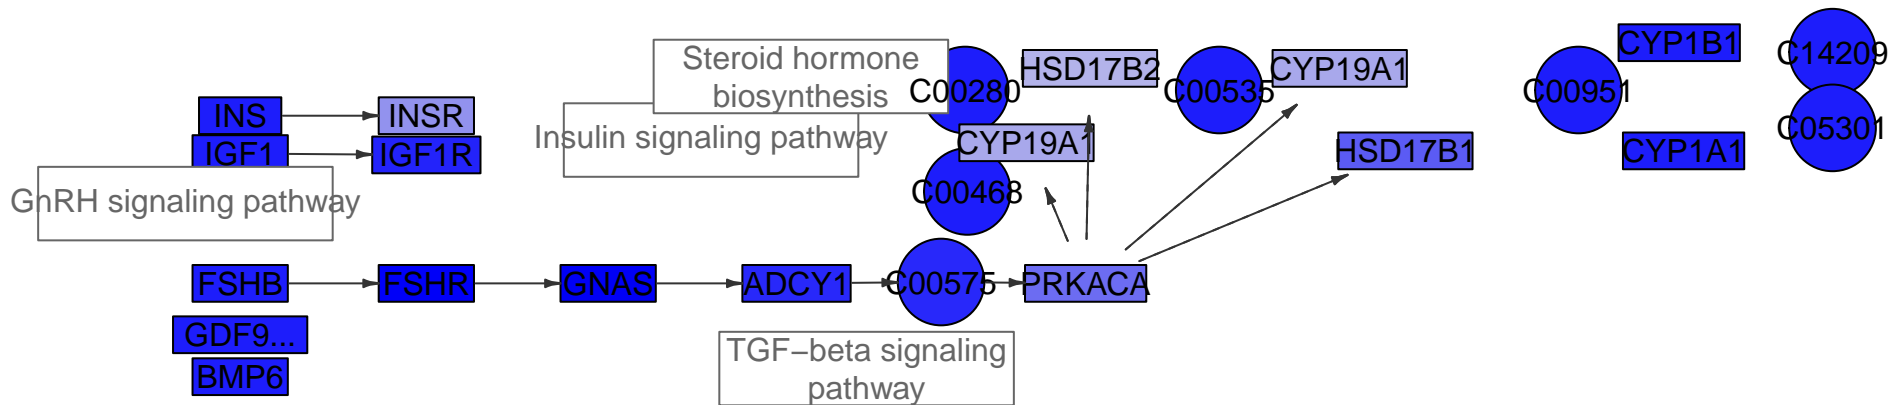 Steroid hormone
biosynthesis
C00280
HSD17B2
C00535
CYP19A1
C00951
CYP1B1
C14209
INS
INSR
Insulin signaling pathway
CYP19A1
C05301
IGF1
IGF1R
HSD17B1
CYP1A1
GnRH signaling pathway
C00468
FSHB
FSHR
GNAS
ADCY1
C00575
PRKACA
GDF9...
TGF−beta signaling
pathway
BMP6